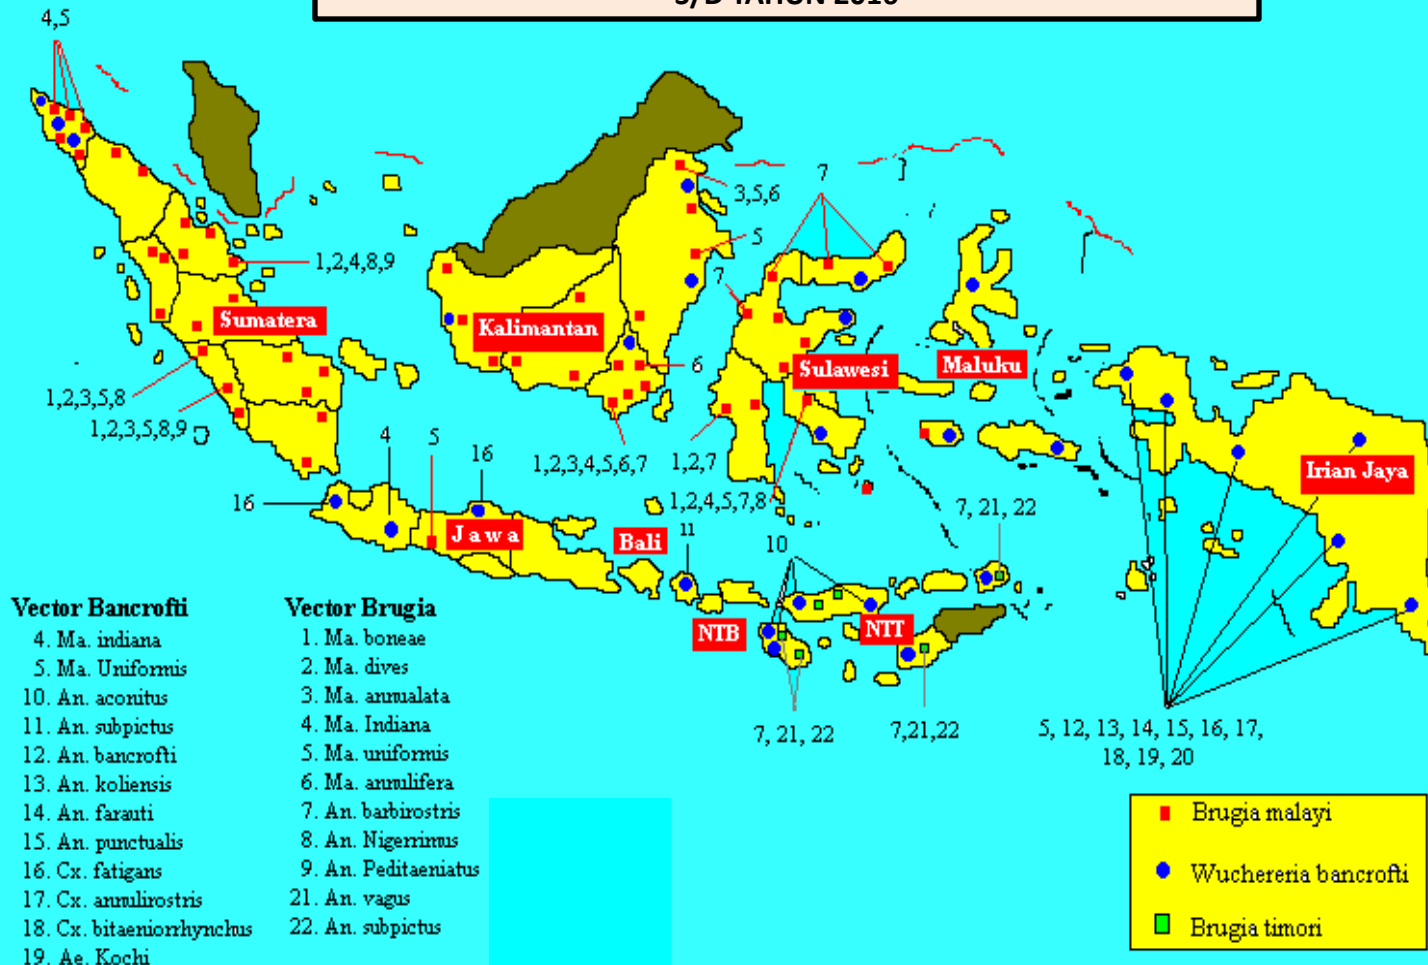 S/D TAHUN 2016
4,5
7
3,5,6
5
1,2,4,8,9
7
Sumatera
Kalimantan
Sulawesi
Maluku
6
1,2,3,5,8
1,2,3,5,8,9
4
5
16
1,2,3,4,5,6,7
1,2,7
Irian Jaya
16
1,2,4,5,7,8
7, 21, 22
Jawa
Bali
11
10
NTB
NTT
7, 21, 22
7,21,22
5, 12, 13, 14, 15, 16, 17,
18, 19, 20
Vector Bancrofti
4. Ma. indiana
5. Ma. Uniformis
10. An. aconitus
11. An. subpictus
12. An. bancrofti
13. An. koliensis
14. An. farauti
15. An. punctualis
16. Cx. fatigans
17. Cx. annulirostris
18. Cx. bitaeniorrhynchus
19. Ae. Kochi
Vector Brugia
1. Ma. boneae
2. Ma. dives
3. Ma. annualata
4. Ma. Indiana
5. Ma. uniformis
6. Ma. annulifera
7. An. barbirostris
8. An. Nigerrimus
9. An. Peditaeniatus
21. An. vagus
22. An. subpictus
Brugia malayi
Wuchereria bancrofti
Brugia timori